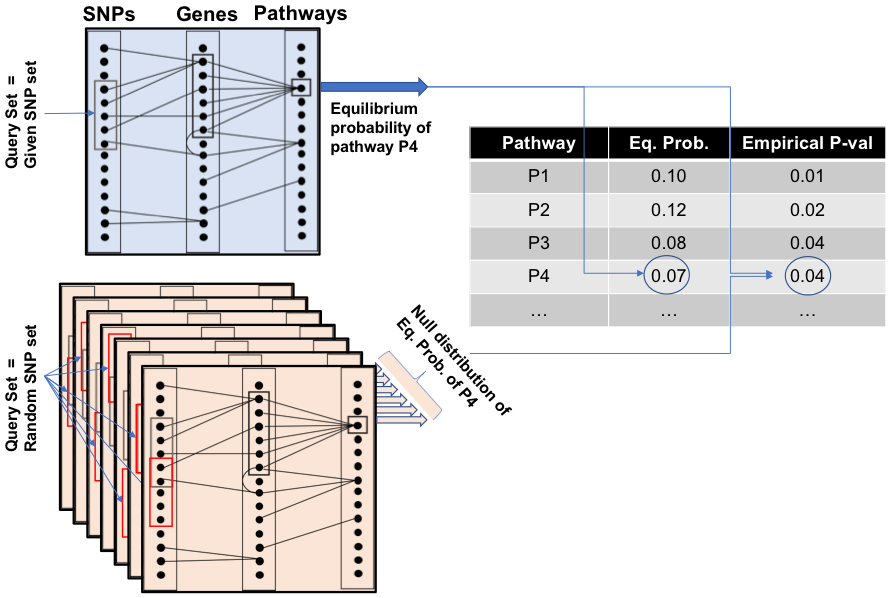 SNPs Genes Pathways
Query Set =
Given SNP set
Equilibrium
probability of
pathway P4
Pathway Eq. Prob. Empirical P-val
P1 0.10 0.01
P2 0.12 0.02
P3 0.08 0.04
P4 0.07 0.04
... ... ...
Query Set =
Random SNP set
Null distribution of
Eq. Prob. of P4